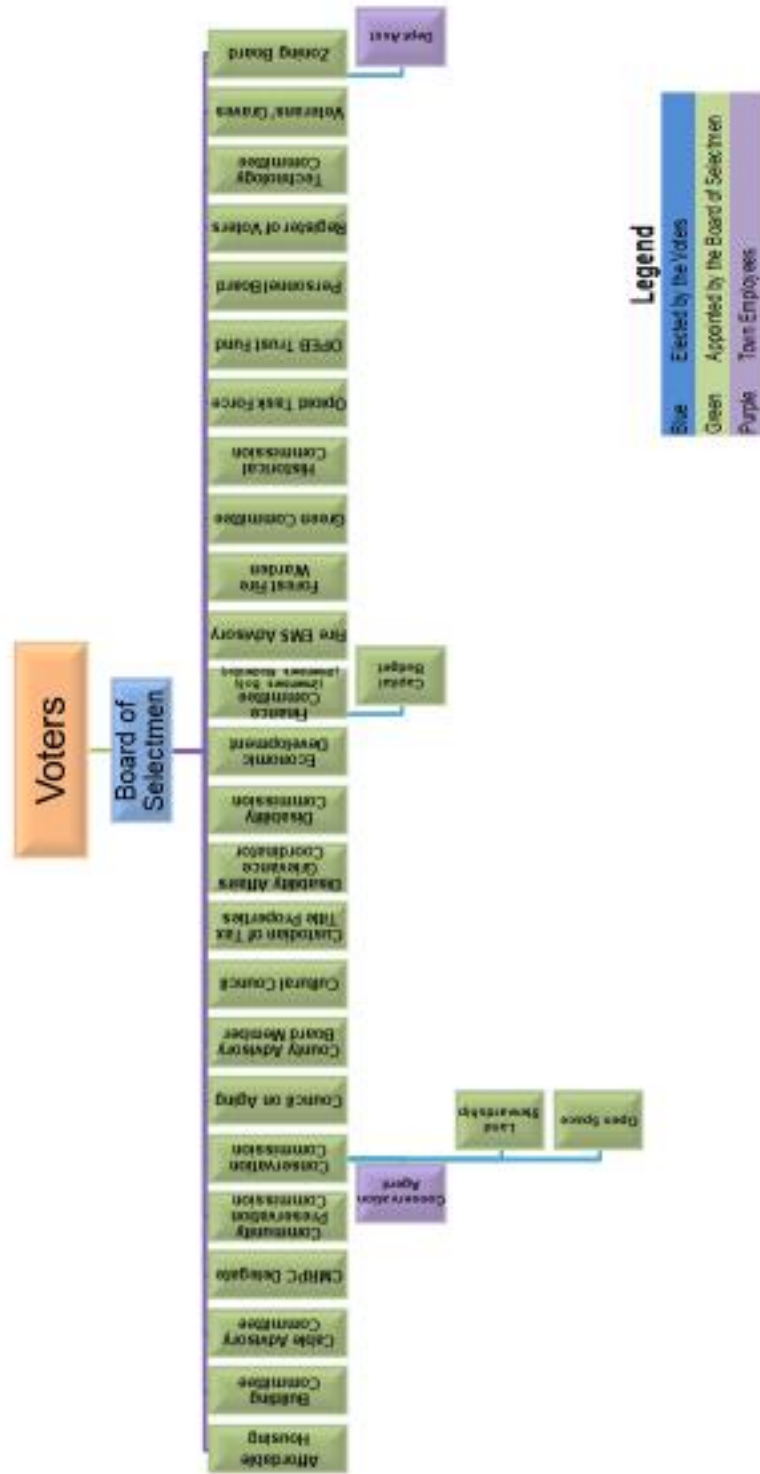 Voters
Board of
Selectmen
Affordable
Housing
Building
Committee
Cable Advisory
Committee
CMRPC Delegate
Community
Preservation
Commission
Conservation
Commission
Council on Aging
County Advisory
Board Member
Cultural Council
Custodian of Tax
Title Properties
Disability Affairs
Grievance
Coordinator
Disability
Commission
Economic
Development
Finance
Committee
Fire EMS Advisory
Forest Fire
Warden
Green Committee
Historical
Commission
Opioid Task Force
OPEB Trust Fund
Personnel Board
Register of Voters
Technology
Committee
Veterans' Graves
Zoning Board
Conservation
Agent
Land
Stewardship
Open Space
Capital
Budget
Dept Asst
Legend
Blue Elected by the Voters
Green Appointed by the Board of Selectmen
Purple Town Employees